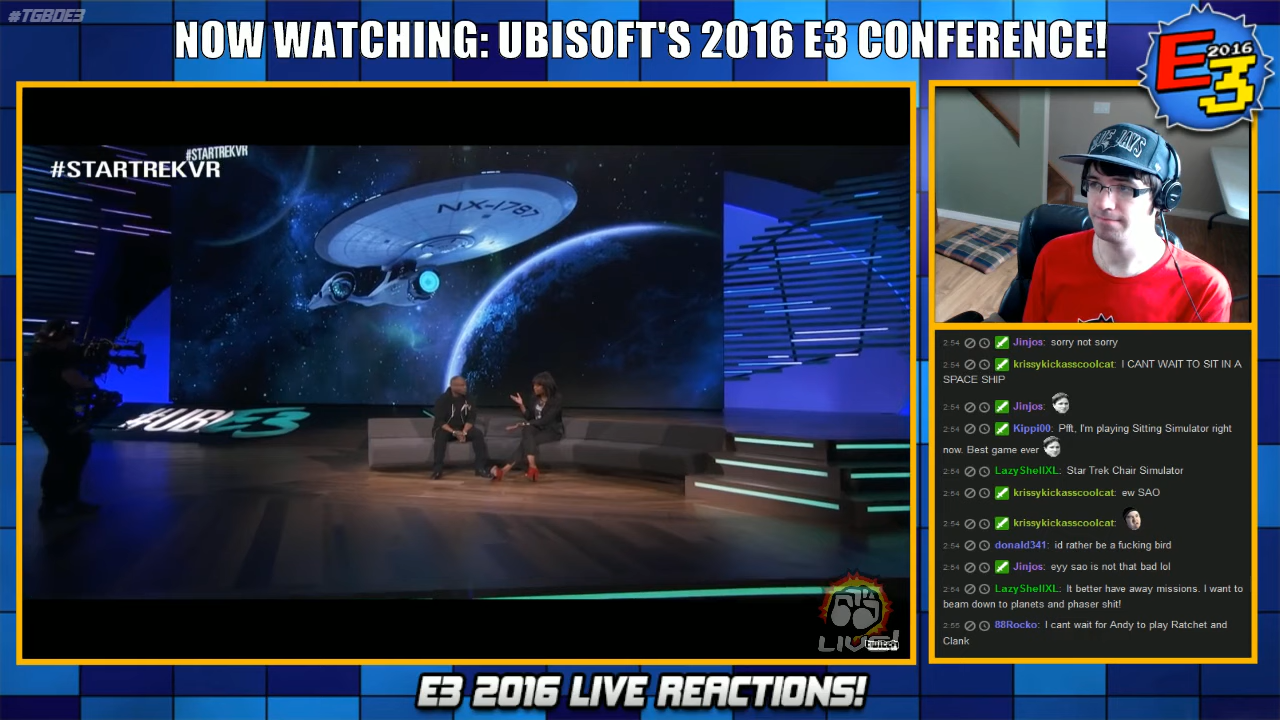 #TGBDE3
NOW WATCHING: UBISOFT'S 2016 E3 CONFERENCE!
E3 2016
#STARTREKVR
#STARTREKVR
NX-1787
#UBIE3
LIVE!
twitch
BLUE JAYS
2:54 Jinjos: sorry not sorry
2:54 krissykickasscoolcat: I CANT WAIT TO SIT IN A
SPACE SHIP
2:54 Jinjos:
2:54 Kippi00: Pfft, I'm playing Sitting Simulator right
now. Best game ever
2:54 LazyShellXL: Star Trek Chair Simulator
2:54 krissykickasscoolcat: ew SAO
2:54 krissykickasscoolcat:
2:54 donald341: id rather be a fucking bird
2:54 Jinjos: eyy sao is not that bad lol
2:54 LazyShellXL: It better have away missions. I want to
beam down to planets and phaser shit!
2:55 88Rocko: I cant wait for Andy to play Ratchet and
Clank
E3 2016 LIVE REACTIONS!